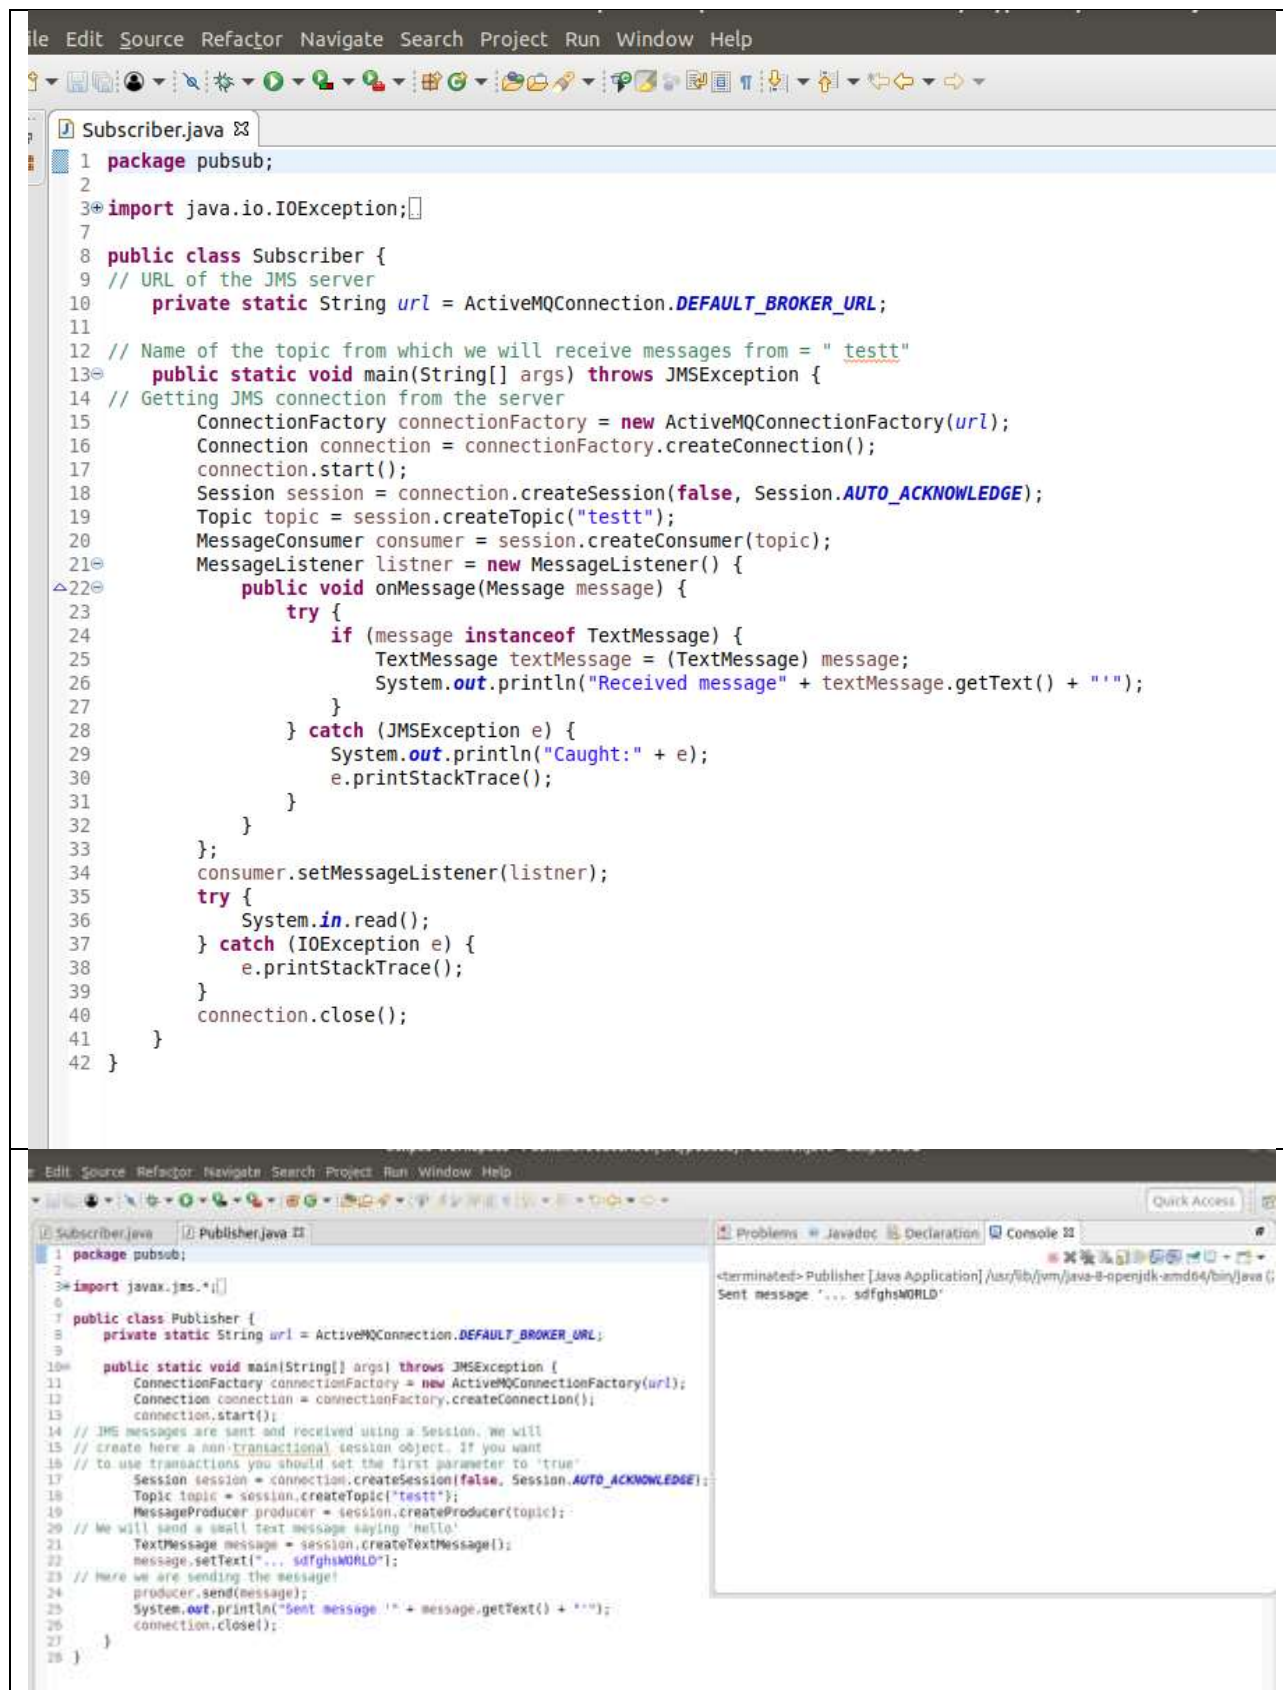 ile Edit Source Refactor Navigate Search Project Run Window Help
Subscriber.java
1 package pubsub;
2
3 import java.io.IOException;
7
8 public class Subscriber {
9 // URL of the JMS server
10 private static String url = ActiveMQConnection.DEFAULT_BROKER_URL;
11
12 // Name of the topic from which we will receive messages from = " testt"
13 public static void main(String[] args) throws JMSException {
14 // Getting JMS connection from the server
15 ConnectionFactory connectionFactory = new ActiveMQConnectionFactory(url);
16 Connection connection = connectionFactory.createConnection();
17 connection.start();
18 Session session = connection.createSession(false, Session.AUTO_ACKNOWLEDGE);
19 Topic topic = session.createTopic("testt");
20 MessageConsumer consumer = session.createConsumer(topic);
21 MessageListener listner = new MessageListener() {
22 public void onMessage(Message message) {
23 try {
24 if (message instanceof TextMessage) {
25 TextMessage textMessage = (TextMessage) message;
26 System.out.println("Received message" + textMessage.getText() + "'");
27 }
28 } catch (JMSException e) {
29 System.out.println("Caught:" + e);
30 e.printStackTrace();
31 }
32 }
33 };
34 consumer.setMessageListener(listner);
35 try {
36 System.in.read();
37 } catch (IOException e) {
38 e.printStackTrace();
39 }
40 connection.close();
41 }
42 }
Edit Source Refactor Navigate Search Project Run Window Help
Quick Access
Subscriber.java Publisher.java
1 package pubsub;
2
3 import javax.jms.*;
6
7 public class Publisher {
8 private static String url = ActiveMQConnection.DEFAULT_BROKER_URL;
9
10 public static void main(String[] args) throws JMSException {
11 ConnectionFactory connectionFactory = new ActiveMQConnectionFactory(url);
12 Connection connection = connectionFactory.createConnection();
13 connection.start();
14 // JMS messages are sent and received using a Session. We will
15 // create here a non-transactional session object. If you want
16 // to use transactions you should set the first parameter to 'true'
17 Session session = connection.createSession(false, Session.AUTO_ACKNOWLEDGE);
18 Topic topic = session.createTopic("testt");
19 MessageProducer producer = session.createProducer(topic);
20 // We will send a small text message saying 'Hello'
21 TextMessage message = session.createTextMessage();
22 message.setText("... sdfghsWORLD");
23 // Here we are sending the message!
24 producer.send(message);
25 System.out.println("Sent message '" + message.getText() + "'");
26 connection.close();
27 }
28 }
Problems Javadoc Declaration Console
<terminated> Publisher [Java Application] /usr/lib/jvm/java-8-openjdk-amd64/bin/java (
Sent message '... sdfghsWORLD'